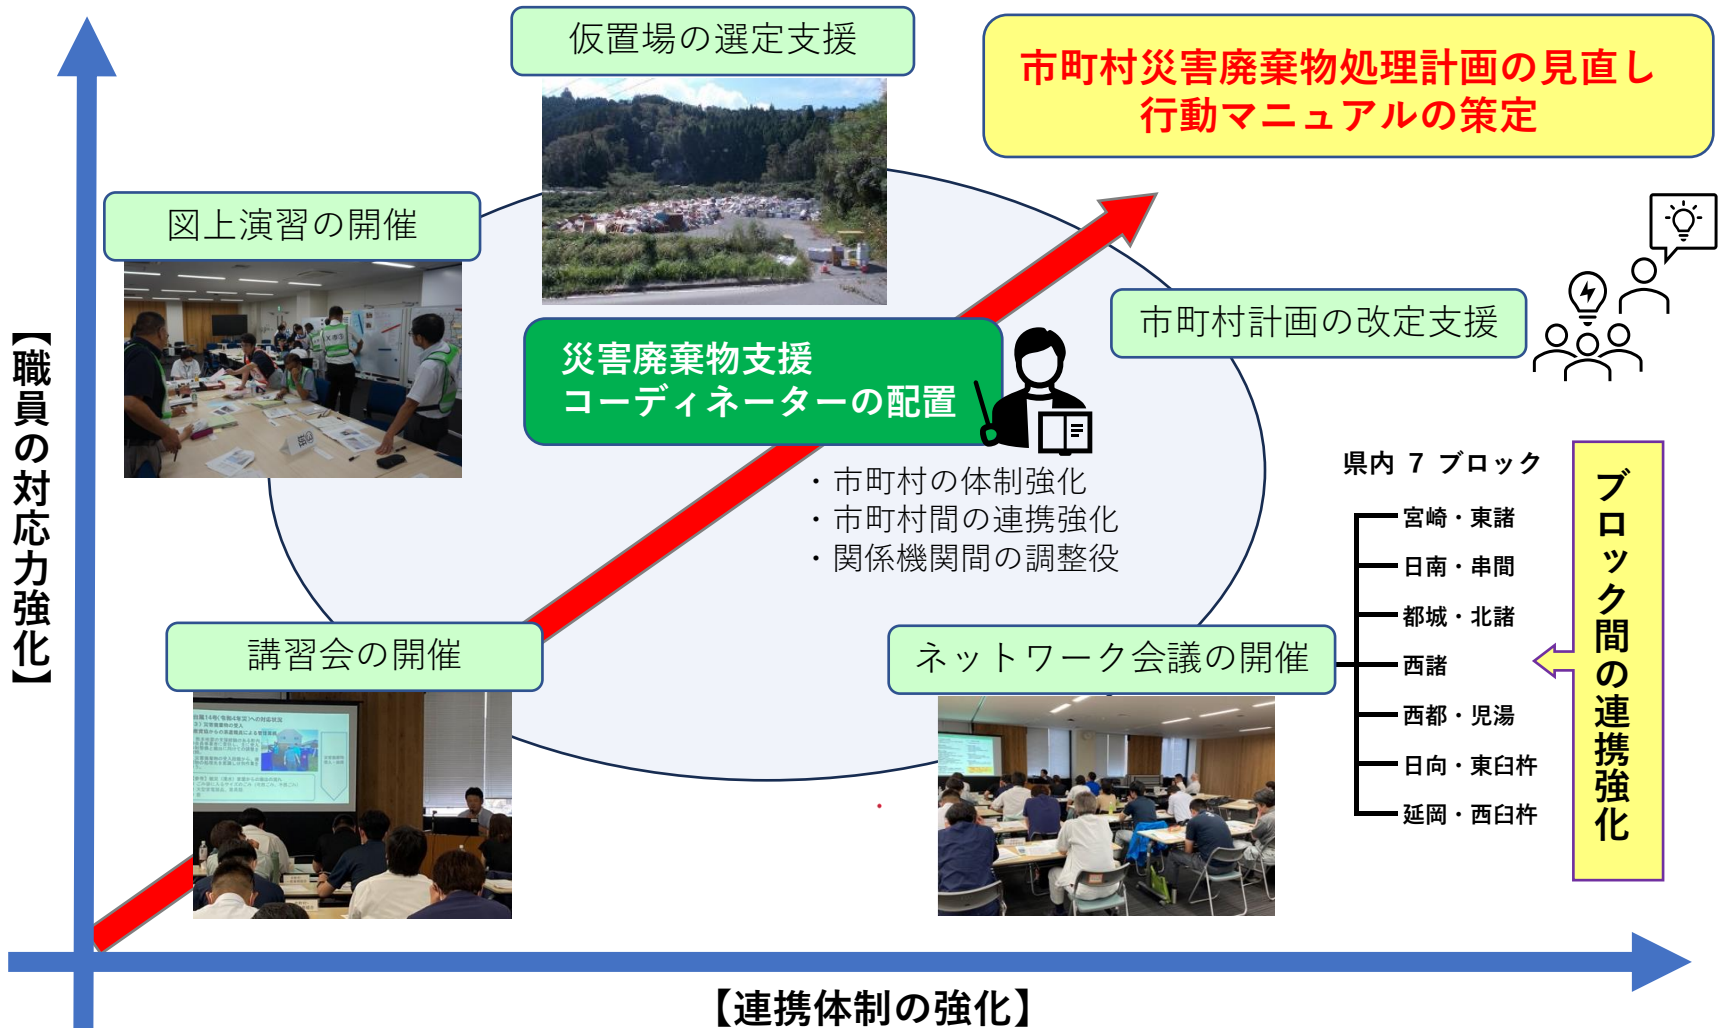 仮置場の選定支援
市町村災害廃棄物処理計画の見直し
行動マニュアルの策定
図上演習の開催
市町村計画の改定支援
災害廃棄物支援
コーディネーターの配置
・市町村の体制強化
・市町村間の連携強化
・関係機関間の調整役
【職員の対応力強化】
県内 7 ブロック
宮崎・東諸
日南・串間
都城・北諸
西諸
西都・児湯
日向・東臼杵
延岡・西臼杵
ブロック間の連携強化
講習会の開催
ネットワーク会議の開催
【連携体制の強化】